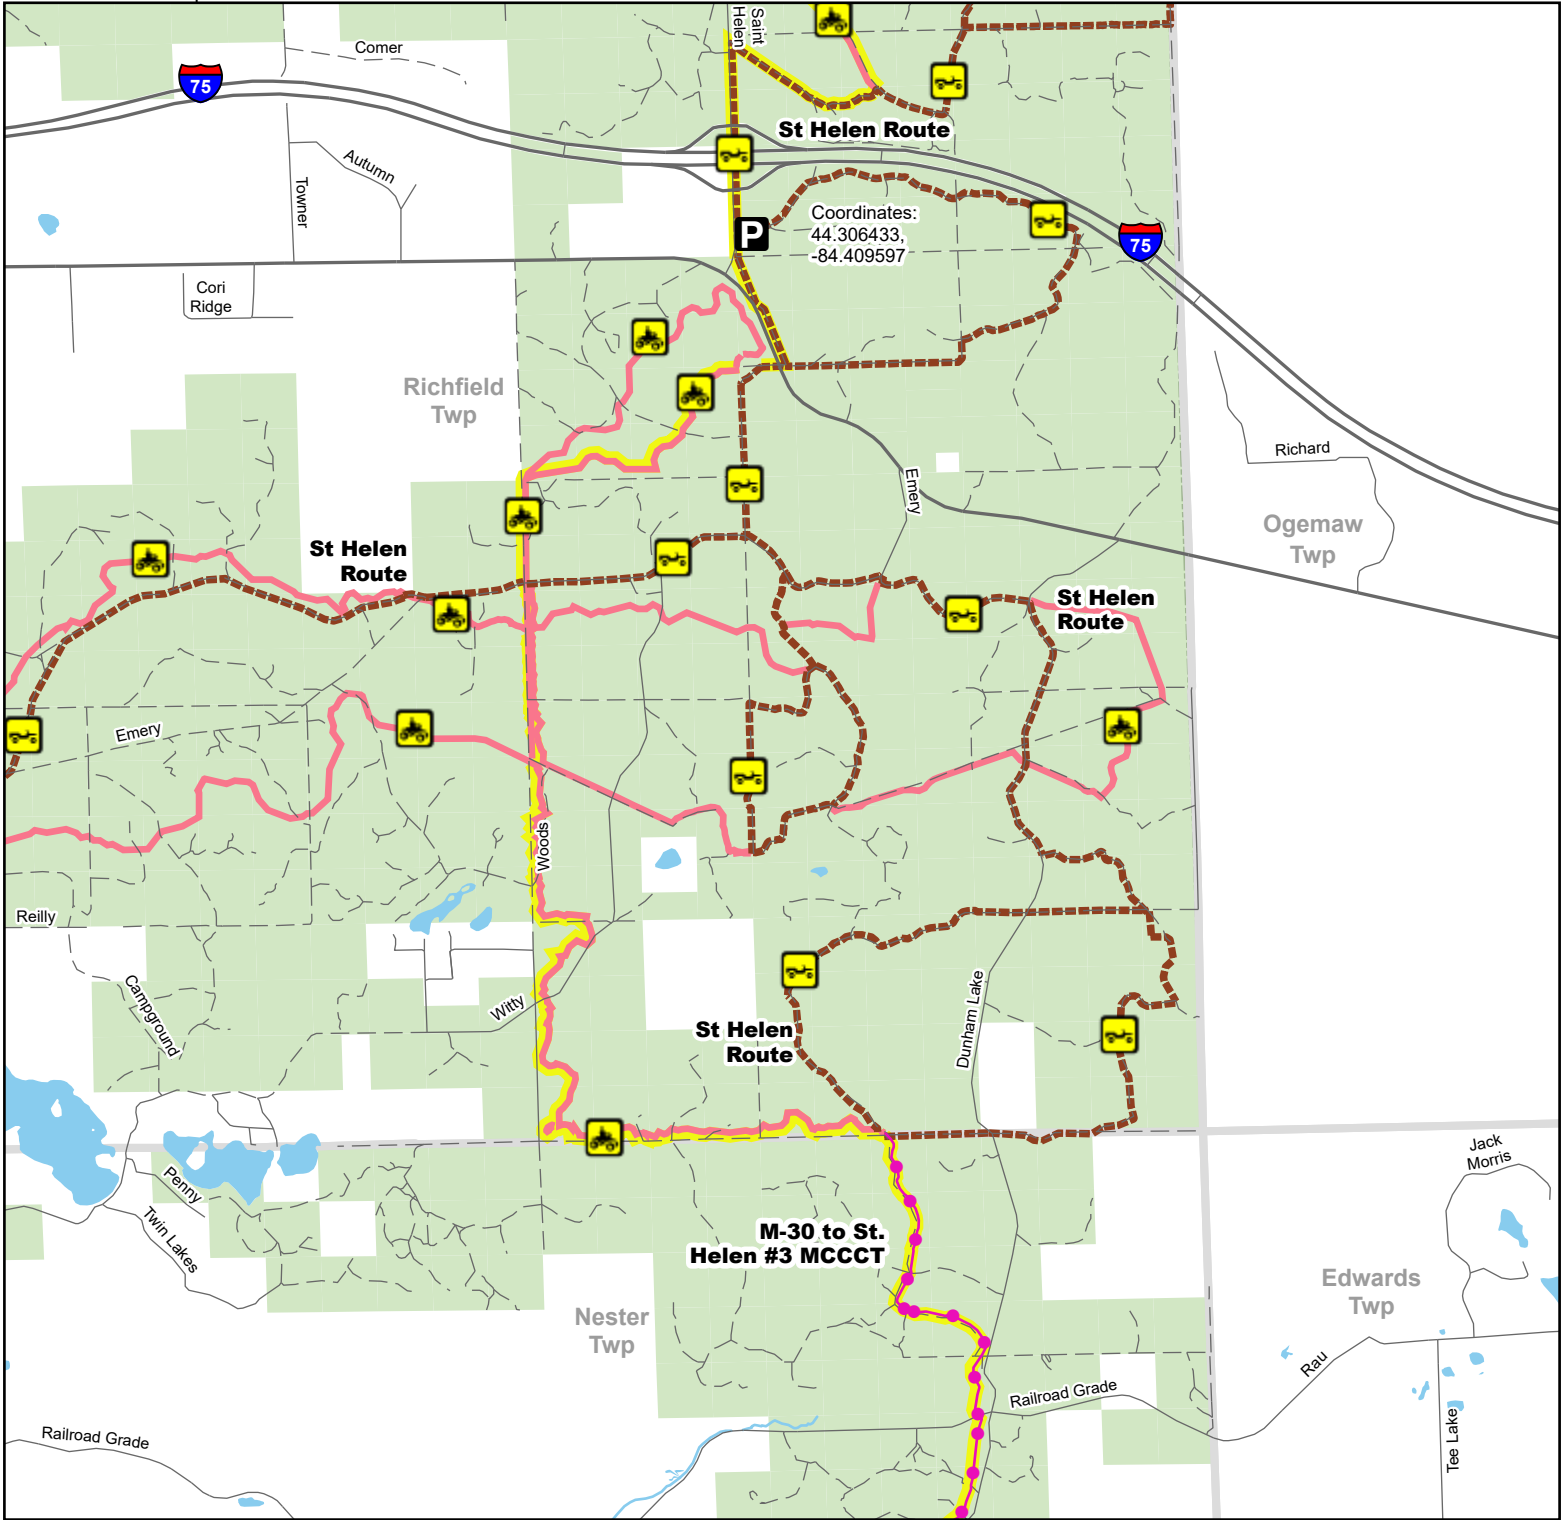 Saint
Helen
Comer
75
St Helen Route
Autumn
Towner
P
Coordinates:
44.306433,
-84.409597
75
Cori
Ridge
Richfield
Twp
Richard
Emery
Ogemaw
Twp
St Helen
Route
St Helen
Route
Emery
Woods
Reilly
Campground
Witty
Dunham Lake
St Helen
Route
Jack
Morris
Penny
Twin Lakes
M-30 to St.
Helen #3 MCCCT
Edwards
Twp
Nester
Twp
Rau
Railroad Grade
Tee Lake
Railroad Grade